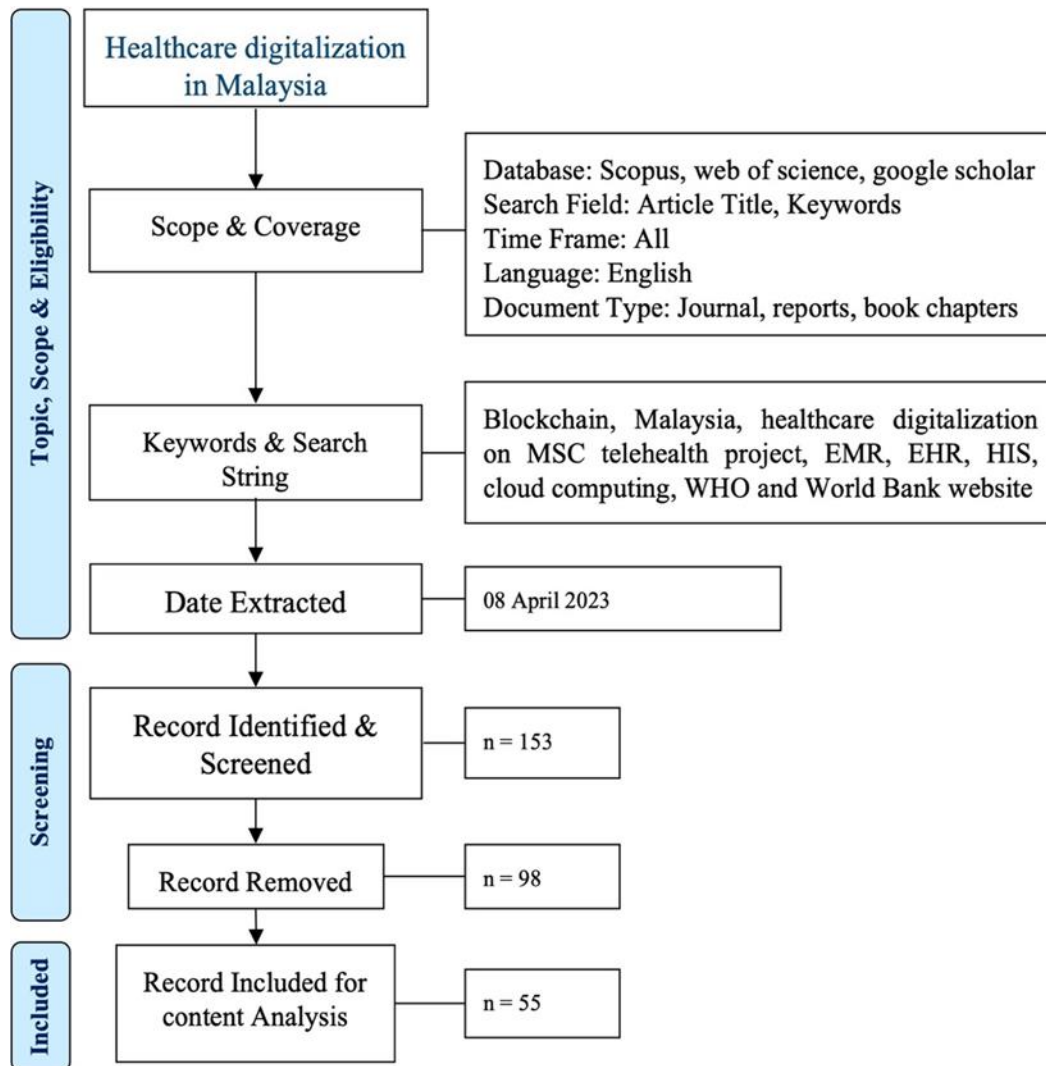 Topic, Scope & Eligibility
Healthcare digitalization
in Malaysia
Scope & Coverage
Database: Scopus, web of science, google scholar
Search Field: Article Title, Keywords
Time Frame: All
Language: English
Document Type: Journal, reports, book chapters
Keywords & Search
String
Blockchain, Malaysia, healthcare digitalization
on MSC telehealth project, EMR, EHR, HIS,
cloud computing, WHO and World Bank website
Date Extracted
08 April 2023
Screening
Record Identified &
Screened
n = 153
Record Removed
n = 98
Included
Record Included for
content Analysis
n = 55